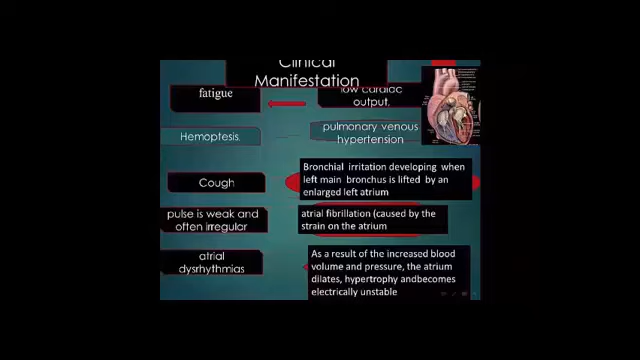 Clinical
Manifestation
fatigue
low cardiac
output,
Hemoptesis.
pulmonary venous
hypertension
Cough
Bronchial irritation developing when
left main bronchus is lifted by an
enlarged left atrium
pulse is weak and
often irregular
atrial fibrillation (caused by the
strain on the atrium
atrial
dysrhythmias
As a result of the increased blood
volume and pressure, the atrium
dilates, hypertrophy andbecomes
electrically unstable